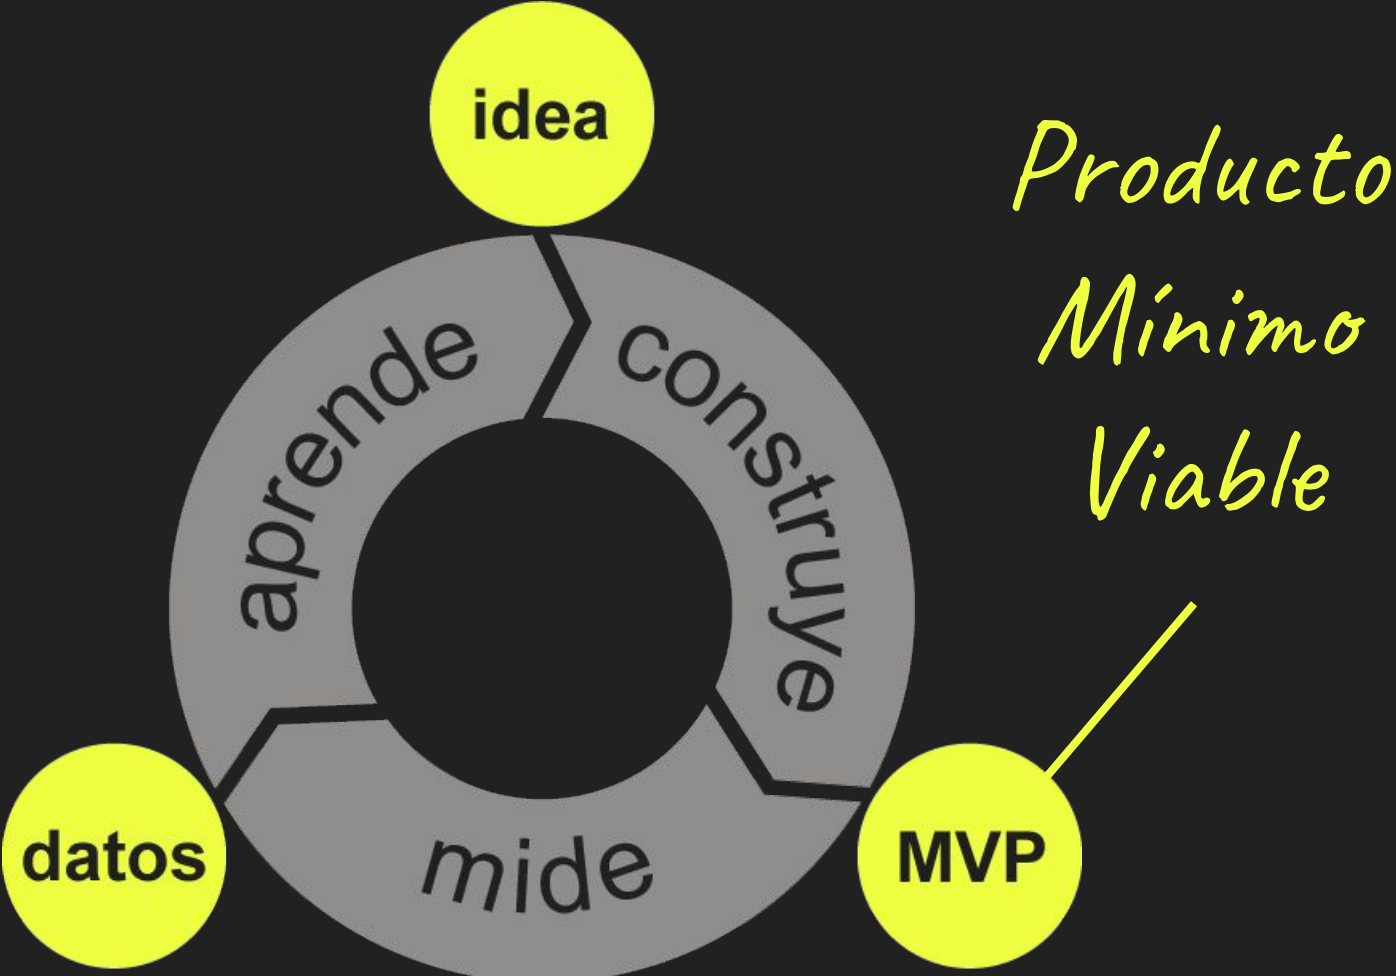 idea
Producto
Mínimo
Viable
aprende
construye
mide
datos
MVP